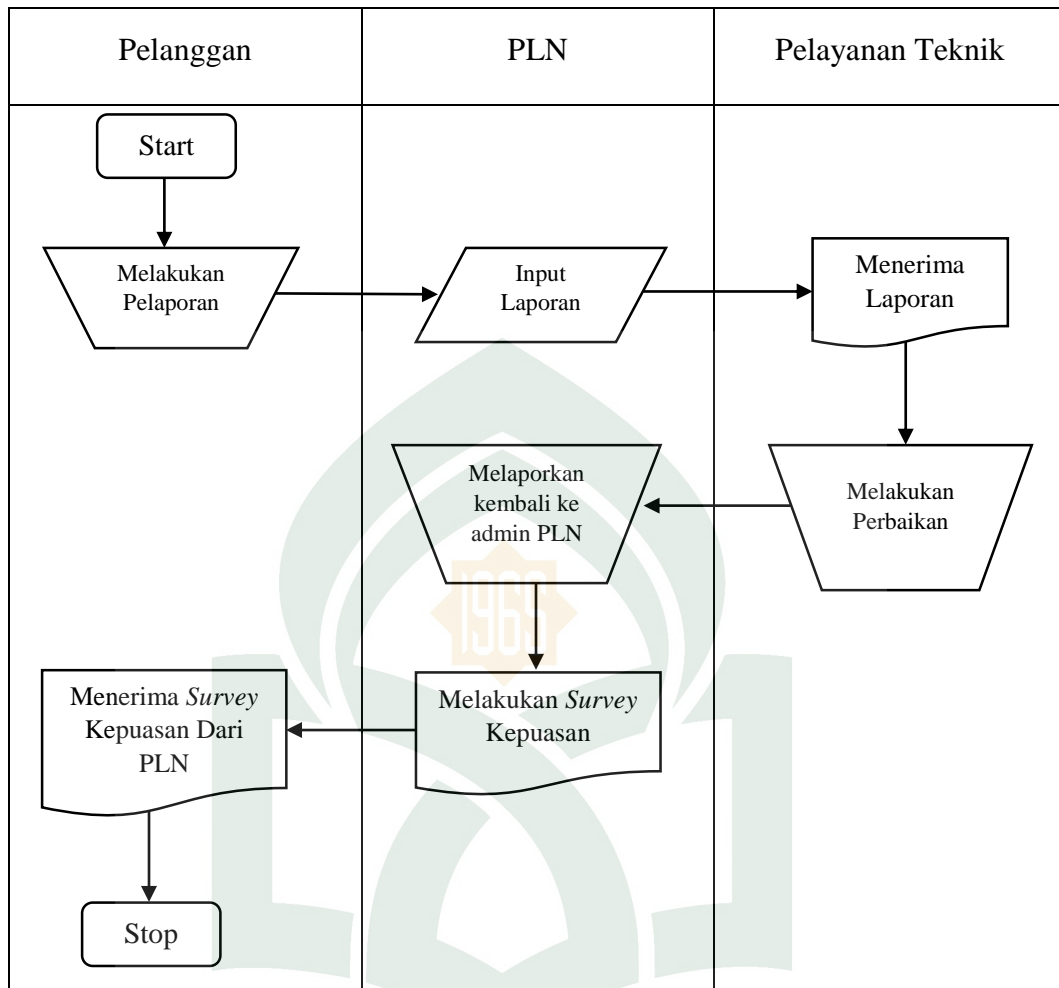 Pelanggan
PLN
Pelayanan Teknik
Start
Melakukan
Pelaporan
Input
Laporan
Menerima
Laporan
Melaporkan
kembali ke
admin PLN
Melakukan
Perbaikan
1965
Menerima Survey
Kepuasan Dari
PLN
Melakukan Survey
Kepuasan
Stop